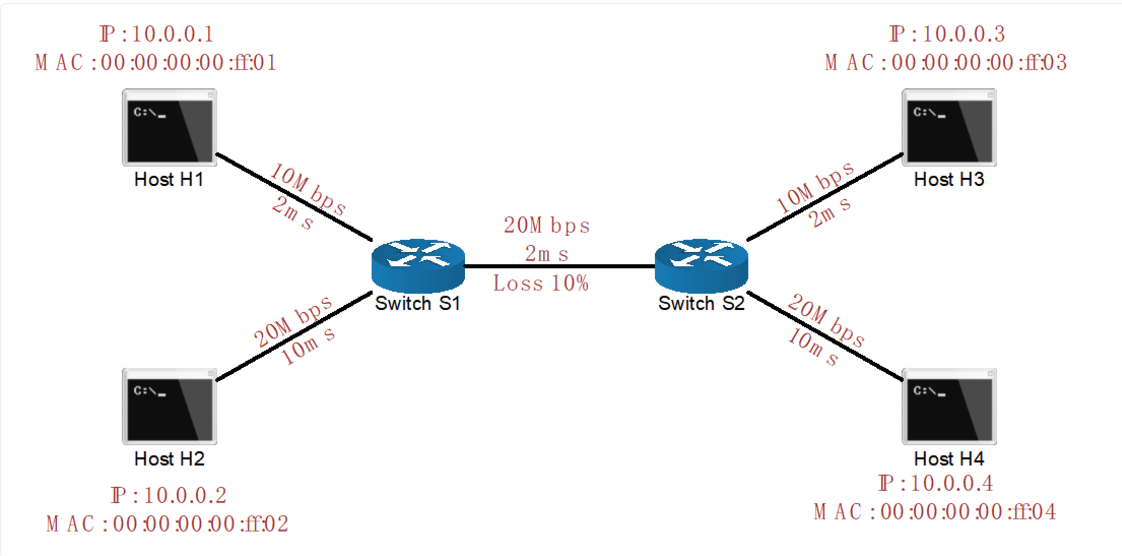 IP:10.0.0.1
MAC:00:00:00:00:ff:01
C:\_
Host H1
IP:10.0.0.3
MAC:00:00:00:00:ff:03
C:\_
Host H3
10Mbps
2ms
20Mbps
2ms
Loss 10%
10Mbps
2ms
Switch S1
Switch S2
20Mbps
10ms
20Mbps
10ms
C:\_
Host H2
IP:10.0.0.2
MAC:00:00:00:00:ff:02
C:\_
Host H4
IP:10.0.0.4
MAC:00:00:00:00:ff:04